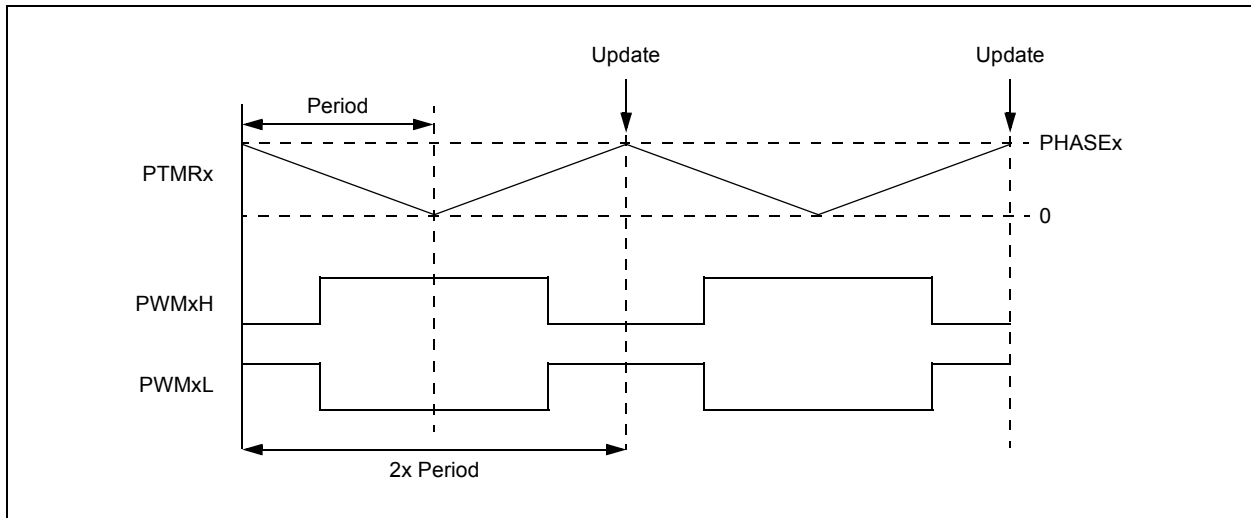 Update
Update
Period
PHASEx
PTMRx
0
PWMxH
PWMxL
2x Period